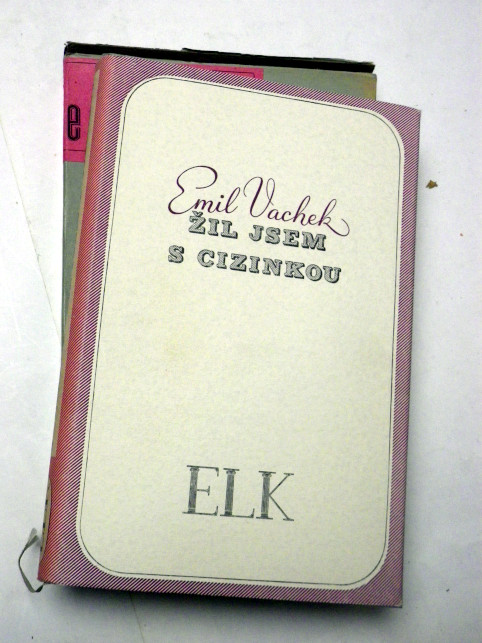 e
Emil Vachek
ŽIL JSEM
S CIZINKOU
ELK